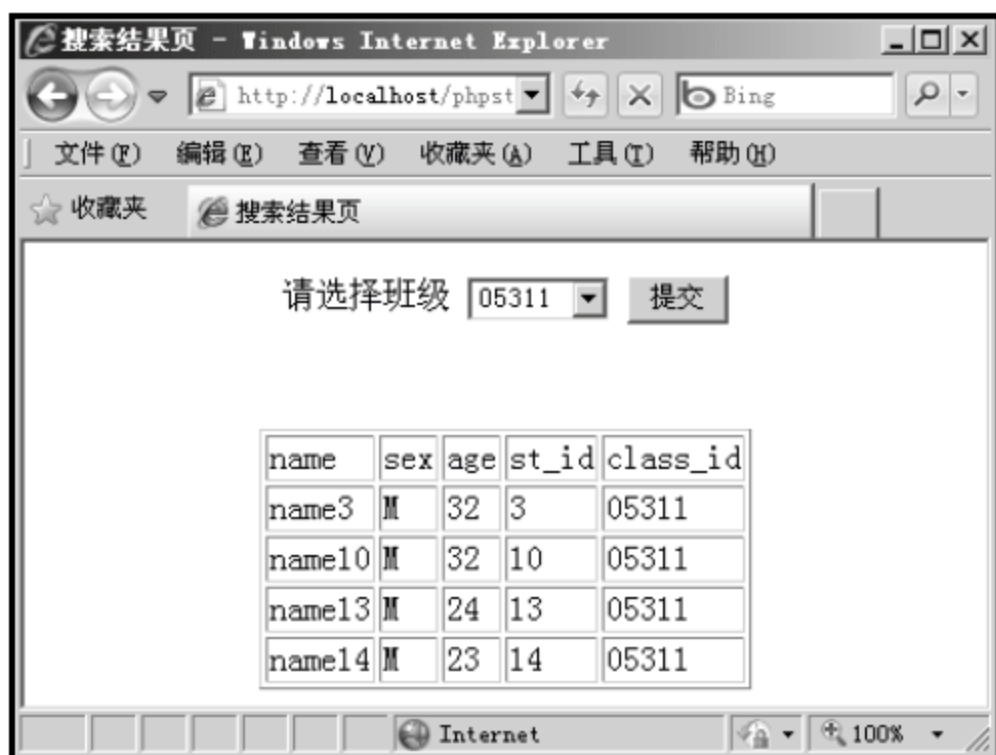 搜索结果页 - Windows Internet Explorer
http://localhost/phpst
Bing
文件(F) 编辑(E) 查看(V) 收藏夹(A) 工具(T) 帮助(H)
收藏夹 搜索结果页
请选择班级 05311 提交
name sex age st_id class_id
name3 M 32 3 05311
name10 M 32 10 05311
name13 M 24 13 05311
name14 M 23 14 05311
Internet 100%